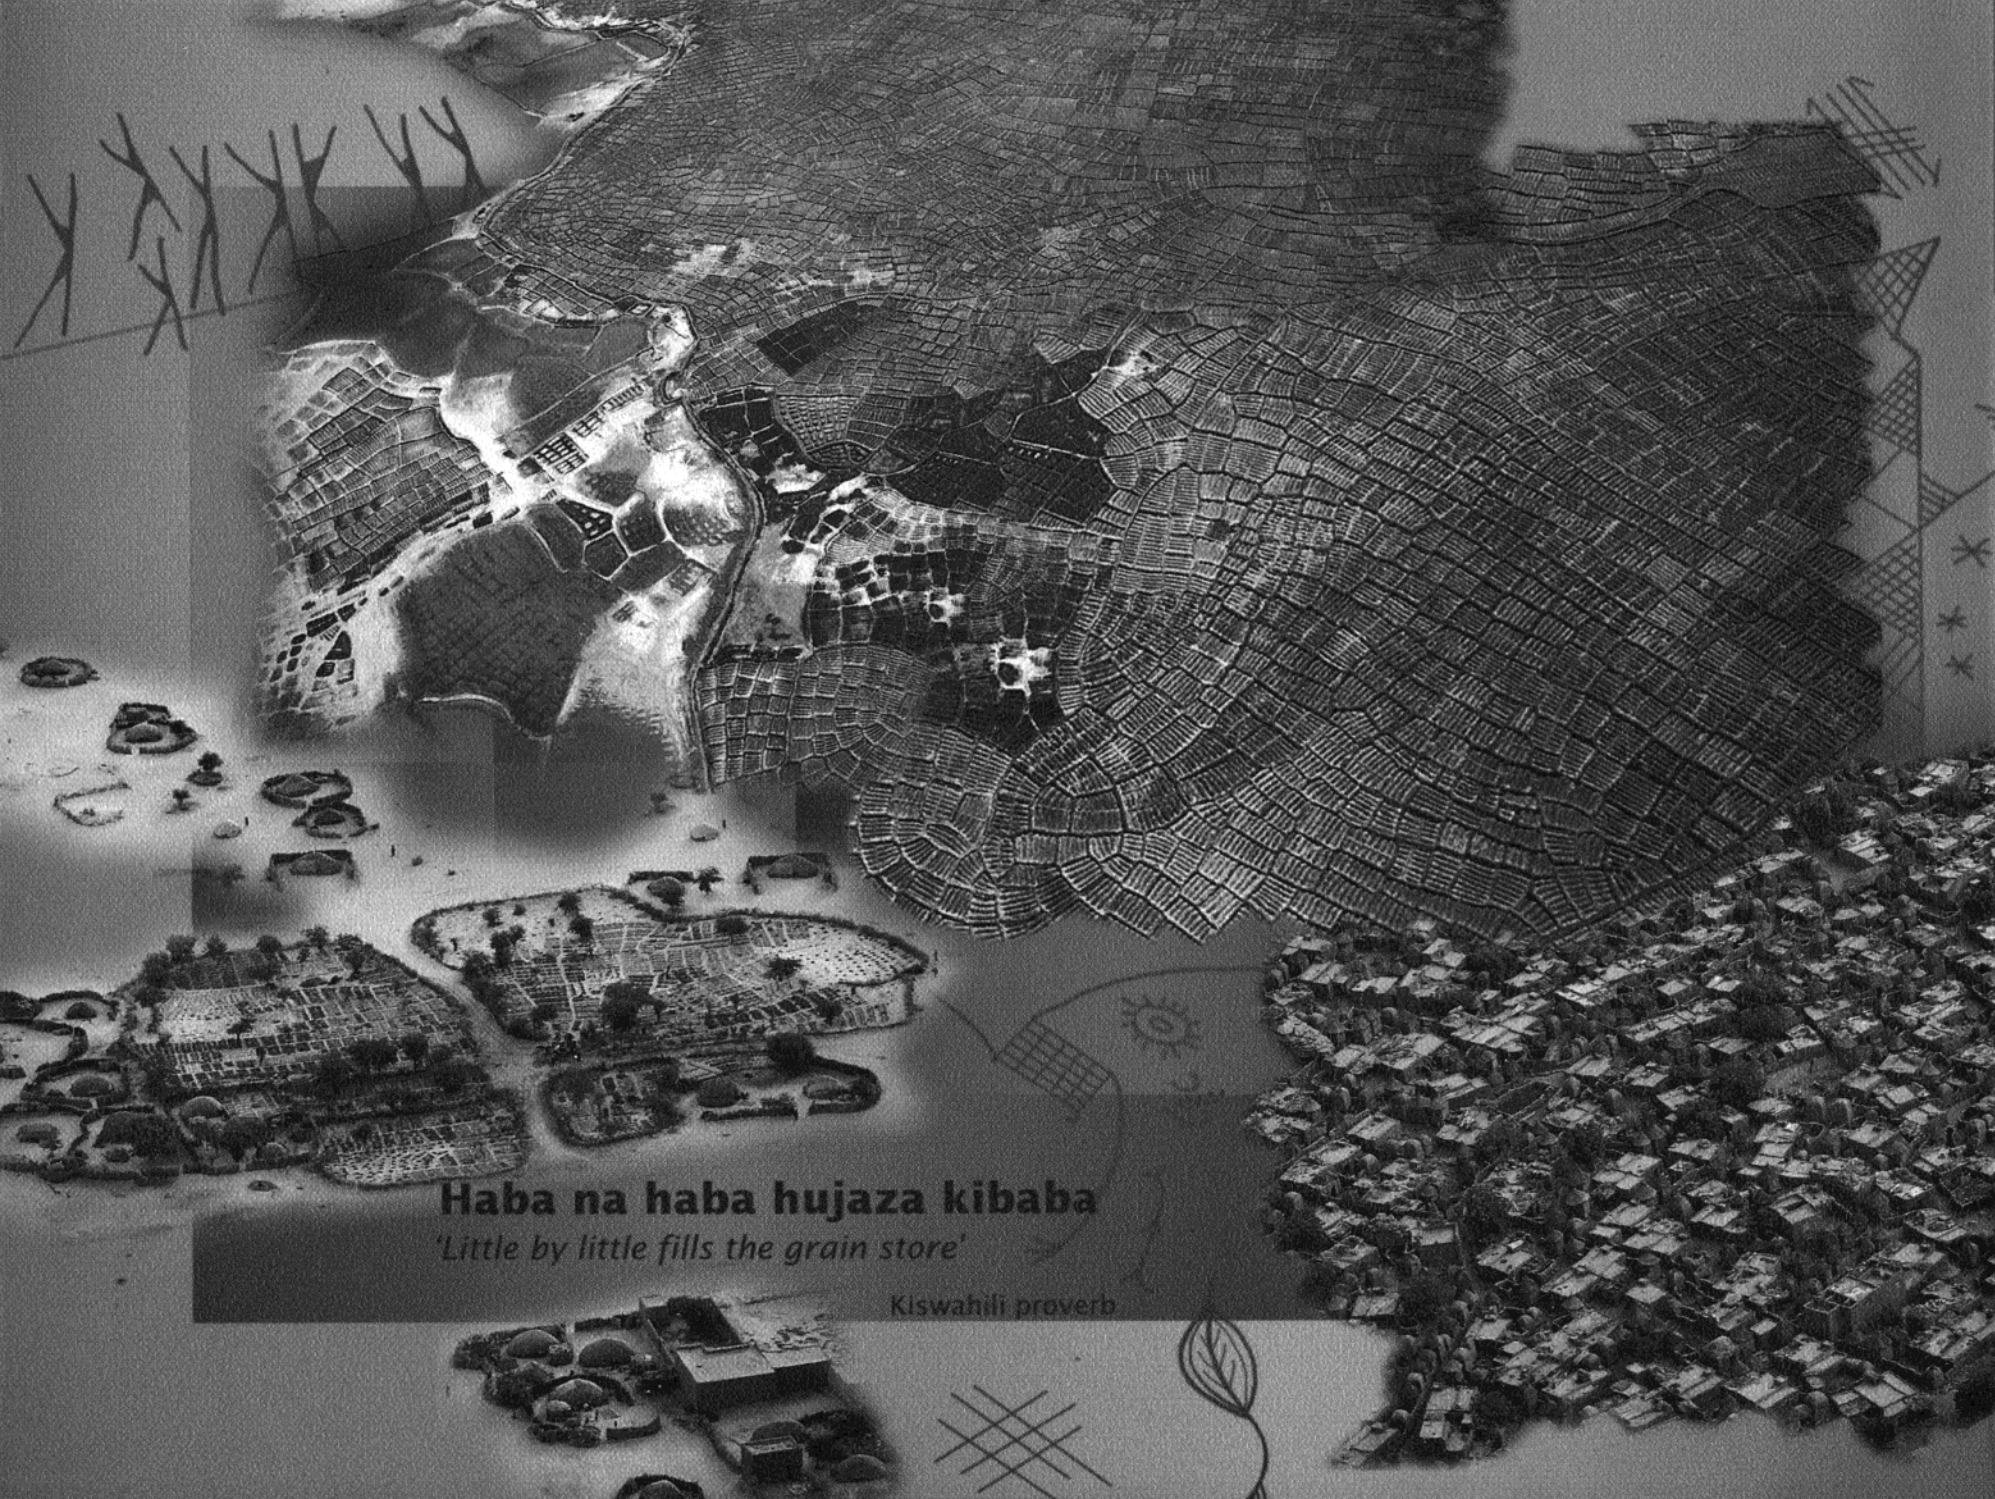 Haba na haba hujaza kibaba
'Little by little fills the grain store'
Kiswahili proverb